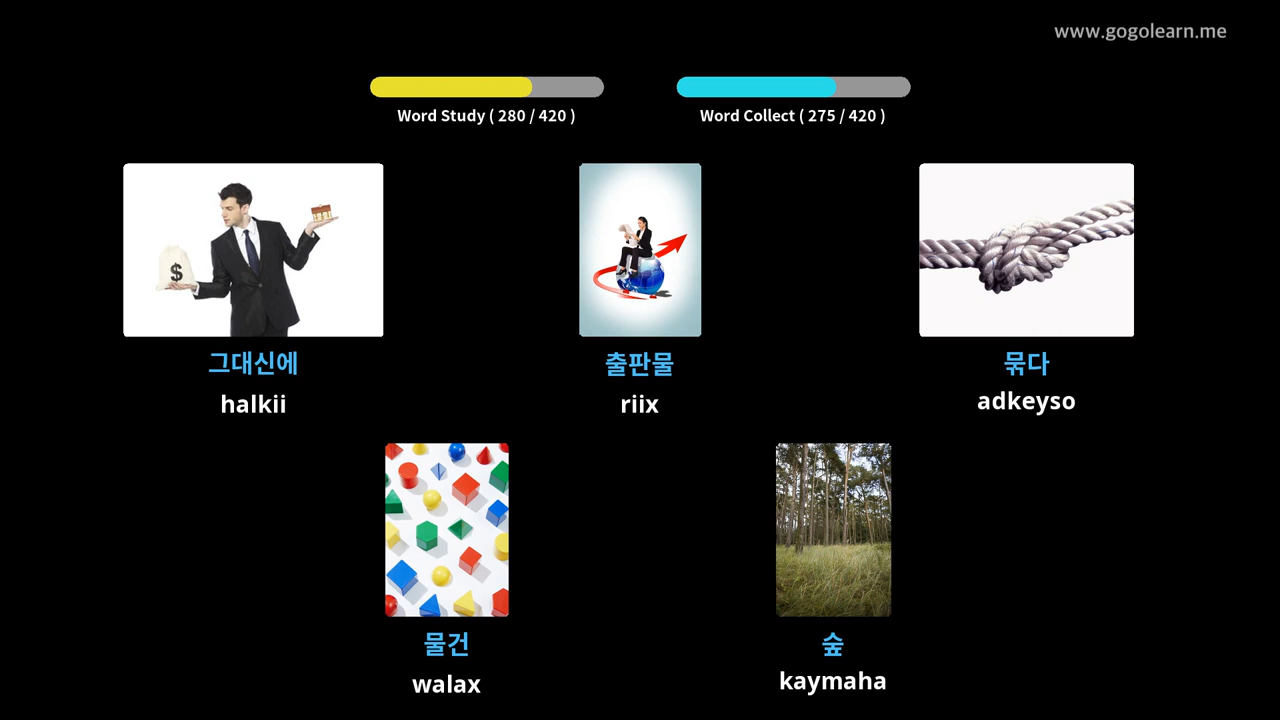 www.gogolearn.me
Word Study ( 280 / 420 )
Word Collect ( 275 / 420 )
$
그대신에
halkii
출판물
riix
묶다
adkeyso
물건
walax
숲
kaymaha